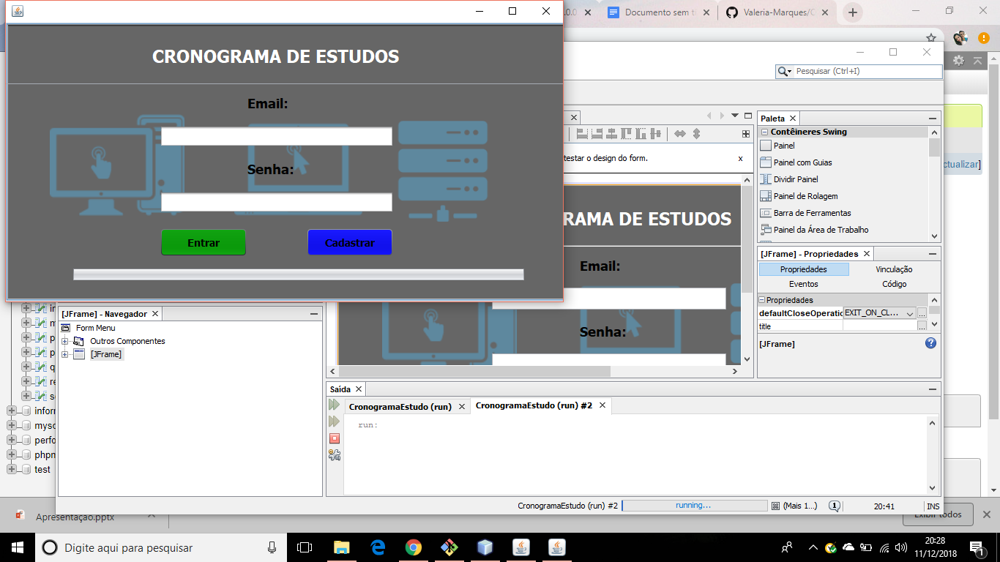 .0.0
Documento sem t
Valeria-Marques/C
CRONOGRAMA DE ESTUDOS
Email:
Senha:
Entrar
Cadastrar
Pesquisar (Ctrl+I)
testar o design do form.
x
Paleta
Contêineres Swing
Painel
Painel com Guias
Dividir Painel
Painel de Rolagem
Barra de Ferramentas
Painel da Área de Trabalho
ctualizar]
RAMA DE ESTUDOS
Email:
Senha:
[JFrame] - Propriedades
Propriedades
Vinculação
Eventos
Código
Propriedades
defaultCloseOperatio
EXIT_ON_CL...
...
title
...
[JFrame]
?
in
m
p
p
q
re
se
inform
mysq
perfo
phpm
test
[JFrame] - Navegador
Form Menu
Outros Componentes
[JFrame]
Saída
CronogramaEstudo (run)
CronogramaEstudo (run) #2
run:
CronogramaEstudo (run) #2
running...
(Mais 1...)
1
20:41
INS
Apresentação.pptx
Exibir todos
Digite aqui para pesquisar
20:28
11/12/2018
1